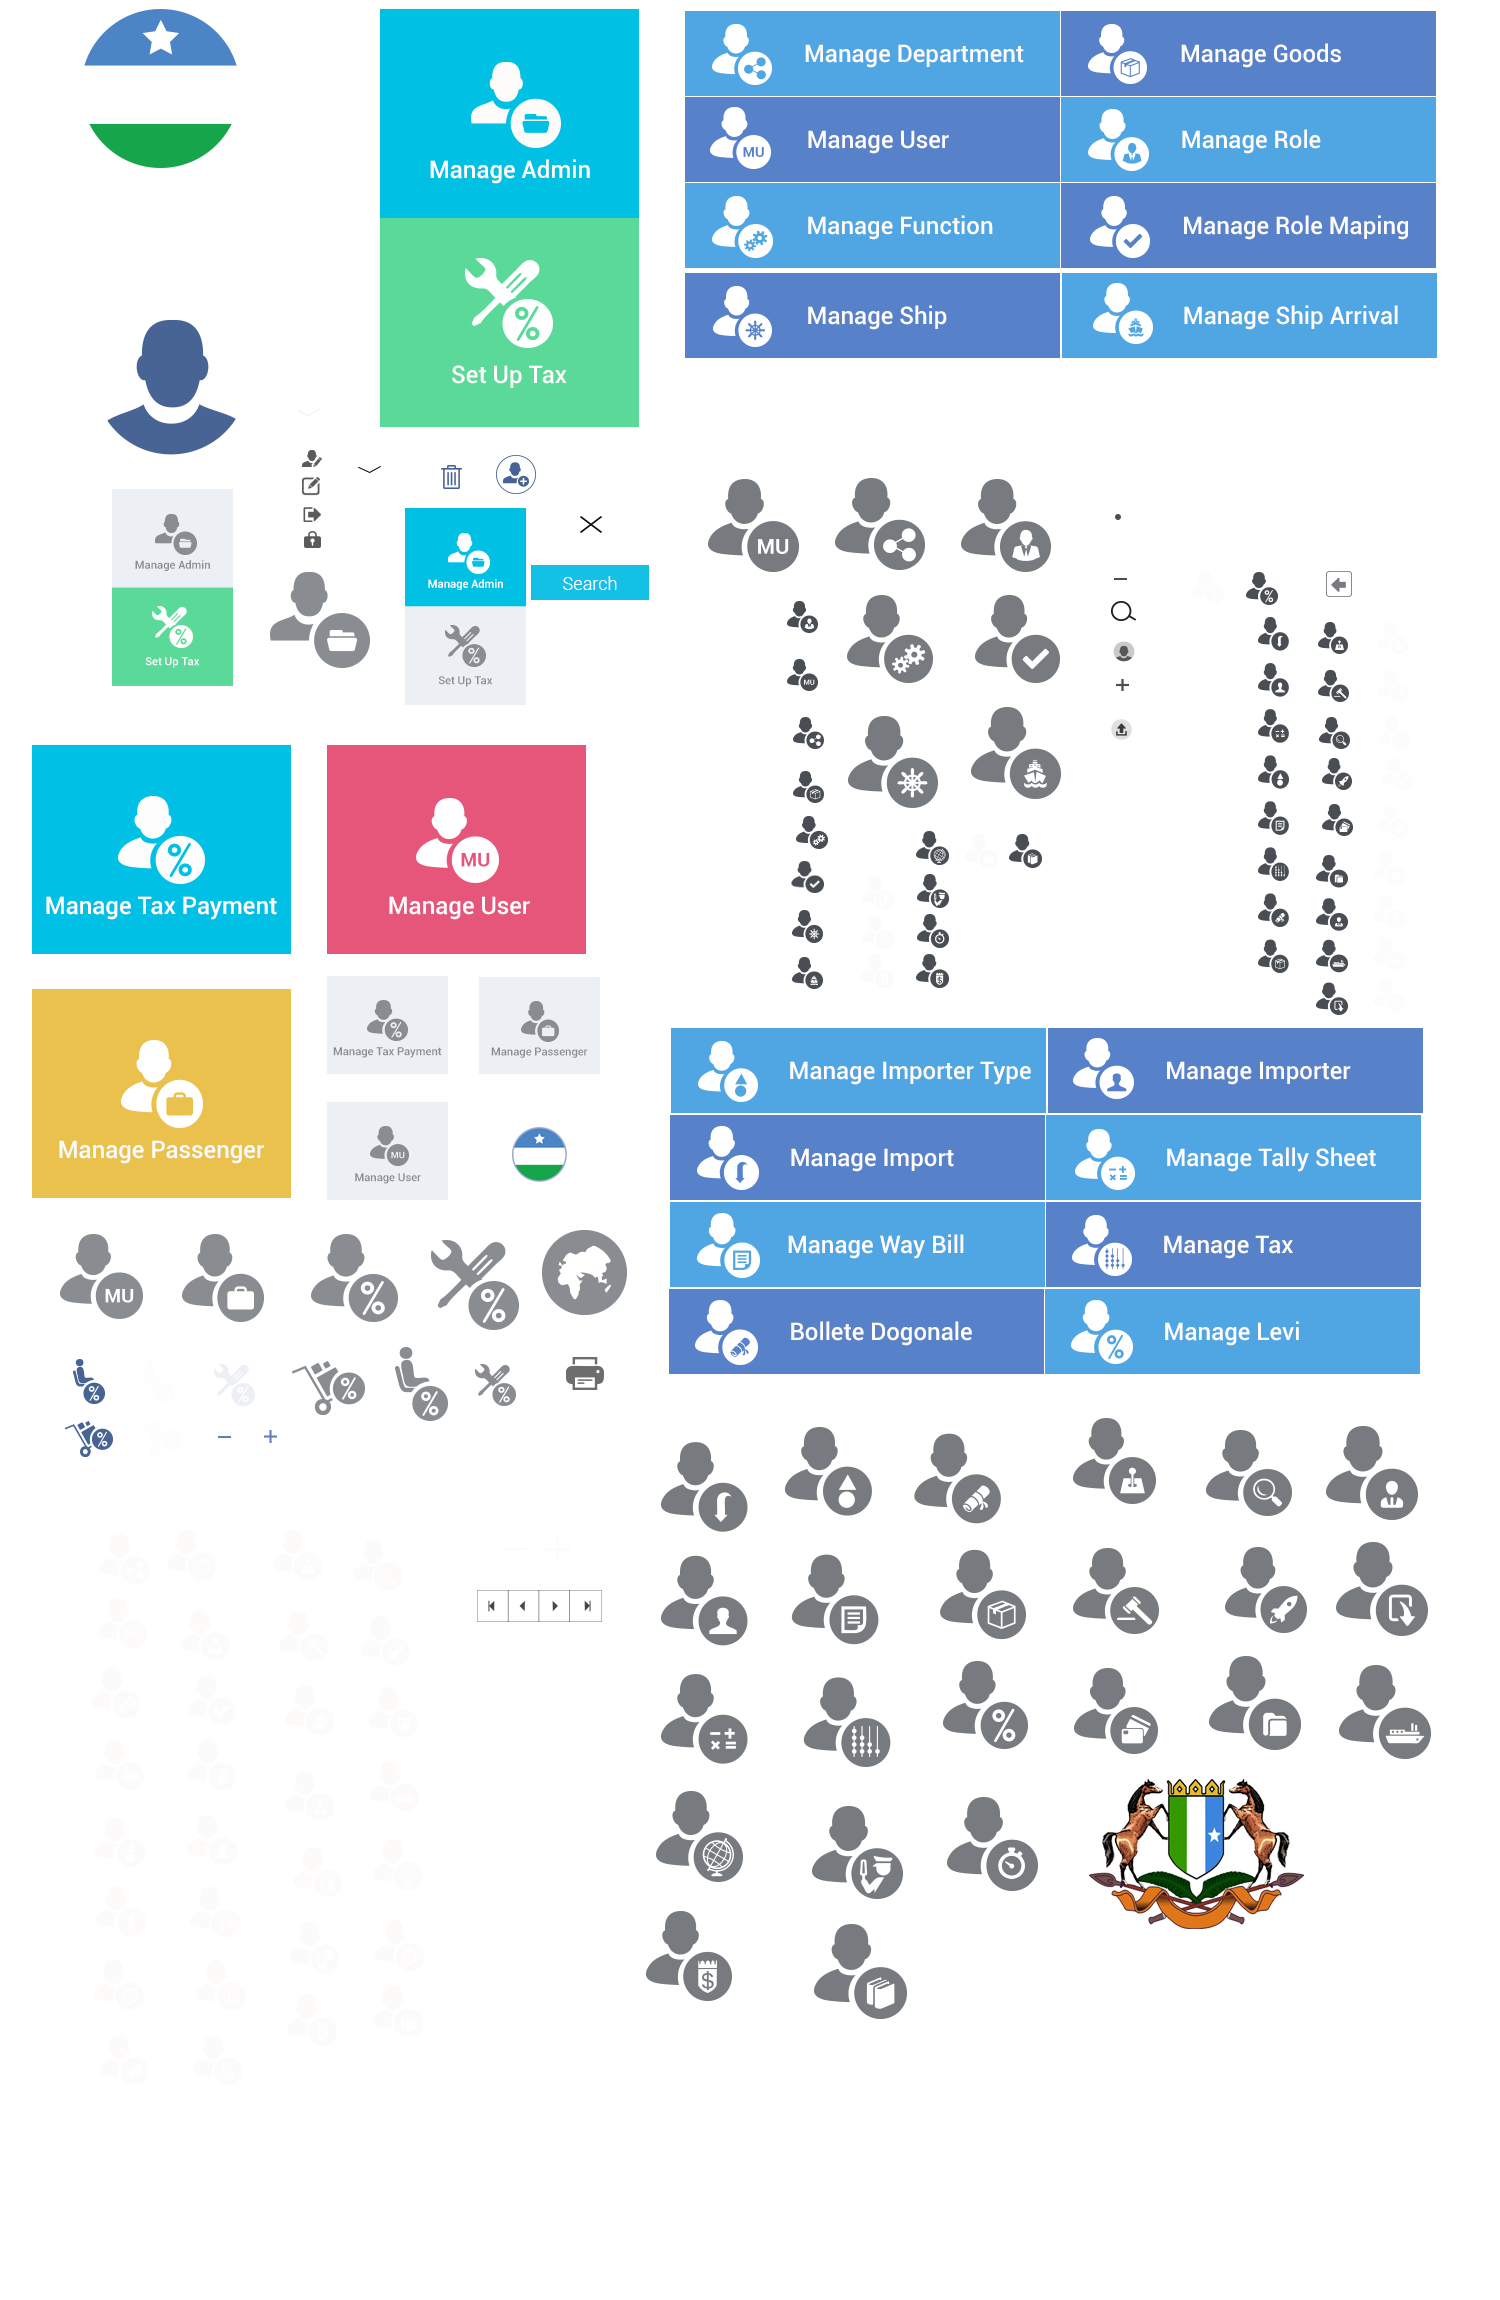 Manage Admin
Set Up Tax
Manage Department
Manage Goods
Manage User
MU
Manage Role
Manage Function
Manage Role Maping
Manage Ship
Manage Ship Arrival
Manage Admin
Set Up Tax
Manage Admin
Set Up Tax
Search
MU
MU
Manage Tax Payment
MU
Manage User
Manage Passenger
Manage Tax Payment
Manage Passenger
MU
Manage User
Manage Importer Type
Manage Importer
Manage Import
Manage Tally Sheet
Manage Way Bill
Manage Tax
Bollete Dogonale
Manage Levi
MU